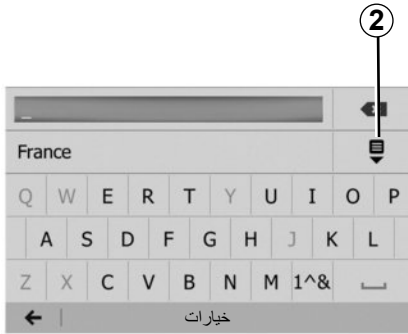 2
_
France
Q W E R T Y U I O P
A S D F G H J K L
Z X C V B N M 1^&
خيارات